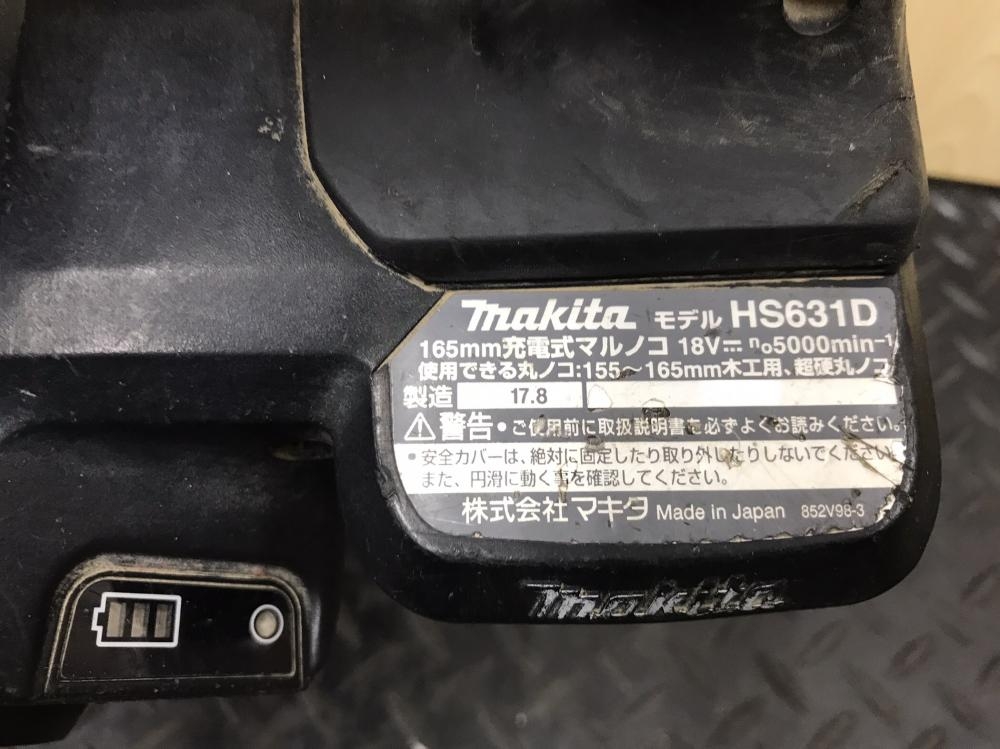 makita モデル HS631D
165mm充電式マルノコ 18V⎓ n₀5000min⁻¹
使用できる丸ノコ:155～165mm木工用、超硬丸ノコ
製造 17.8
⚠警告・ご使用前に取扱説明書を必ずよくお読みください。
・安全カバーは、絶対に固定したり取り外したりしないでください
また、円滑に動く事を確認してください。
株式会社 マキタ Made in Japan 852V98-3
makita